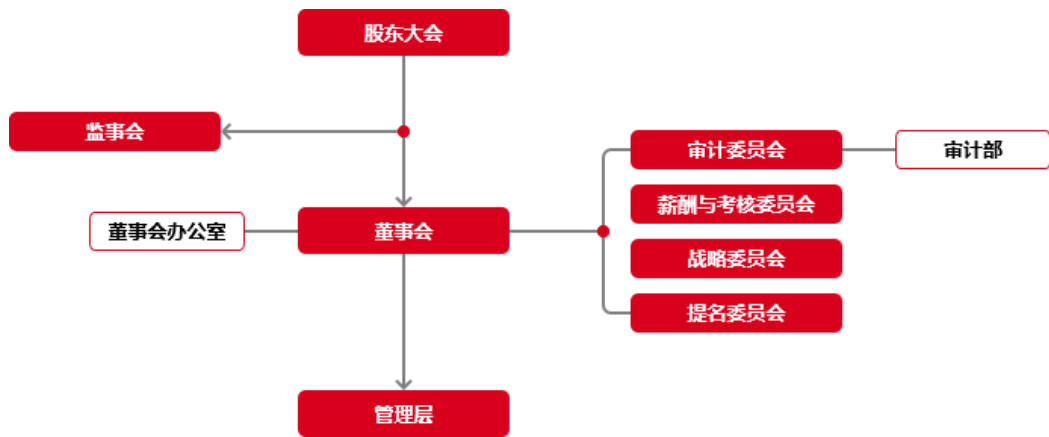 股东大会
监事会
审计委员会
审计部
薪酬与考核委员会
董事会办公室
董事会
战略委员会
提名委员会
管理层